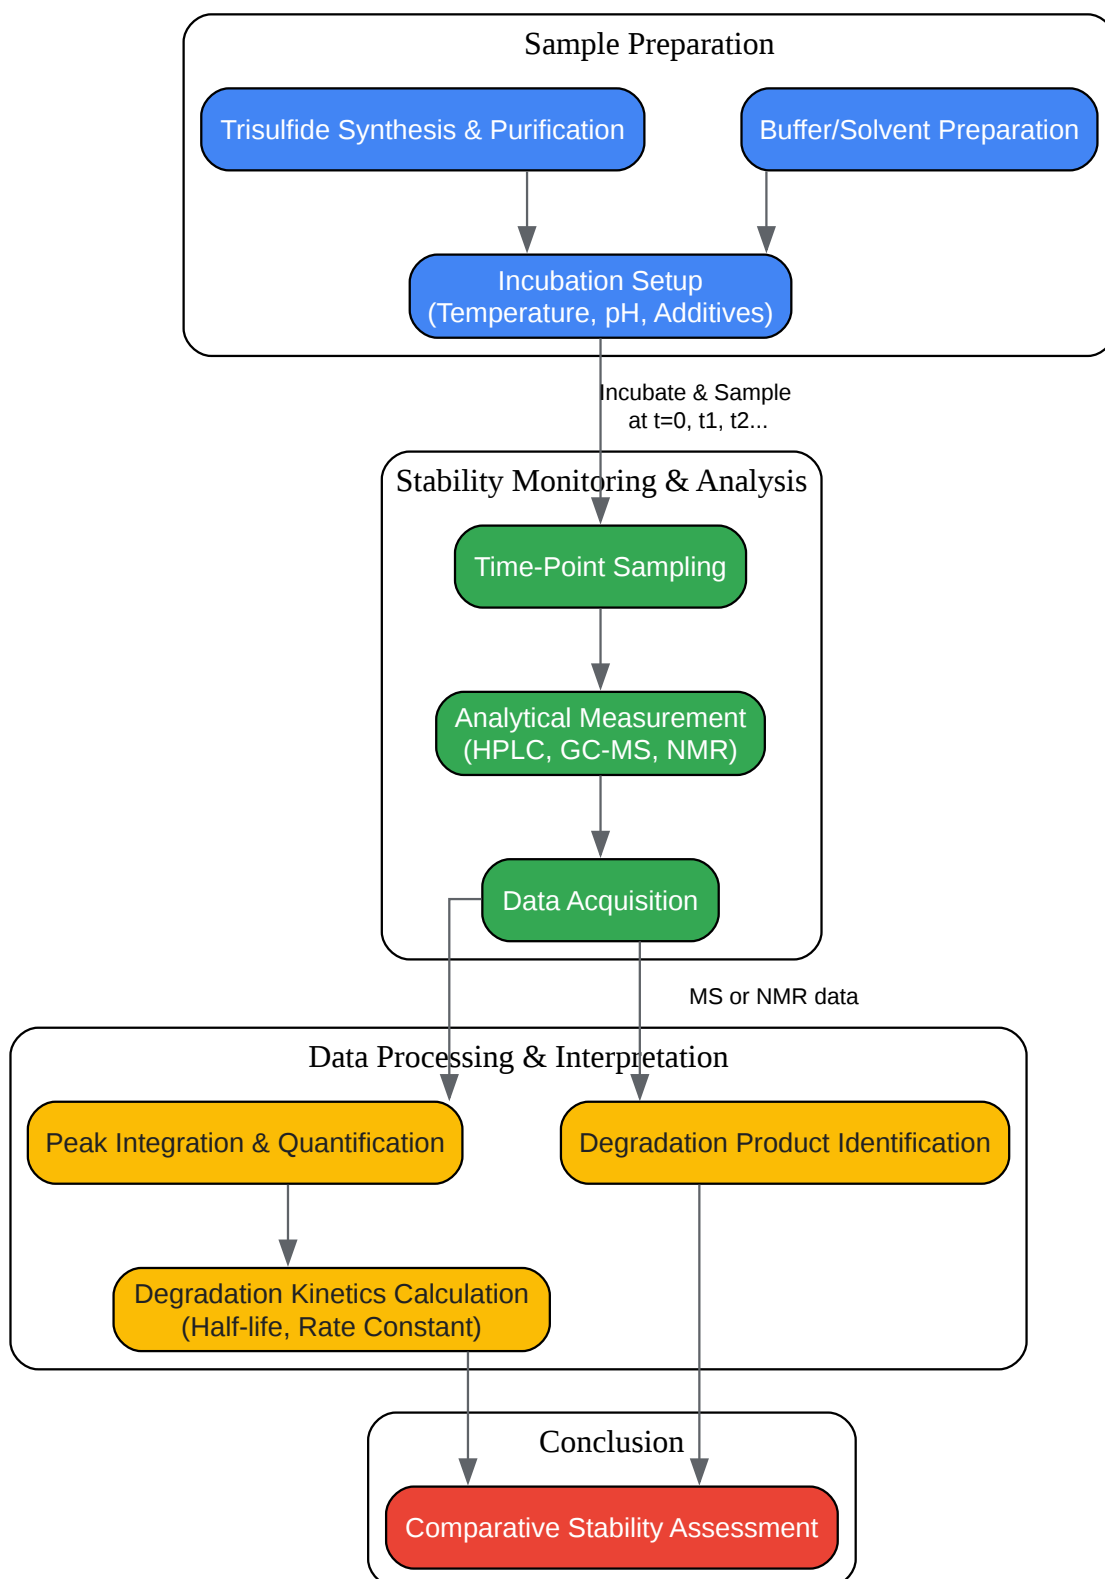 Sample Preparation
Trisulfide Synthesis & Purification
Buffer/Solvent Preparation
Incubation Setup
(Temperature, pH, Additives)
Incubate & Sample
at t=0, t1, t2...
Stability Monitoring & Analysis
Time-Point Sampling
Analytical Measurement
(HPLC, GC-MS, NMR)
Data Acquisition
MS or NMR data
Data Processing & Interpretation
Peak Integration & Quantification
Degradation Product Identification
Degradation Kinetics Calculation
(Half-life, Rate Constant)
Conclusion
Comparative Stability Assessment